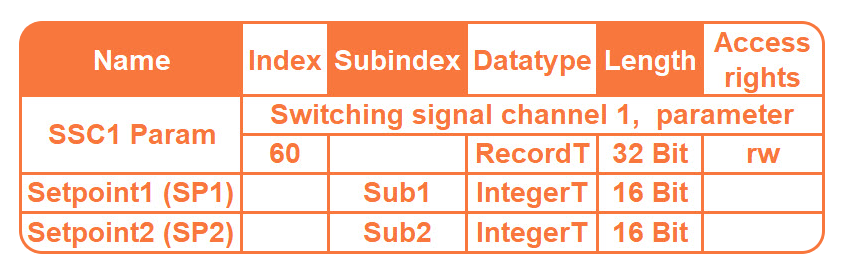 Name Index Subindex Datatype Length Access rights
SSC1 Param Switching signal channel 1, parameter
60 RecordT 32 Bit rw
Setpoint1 (SP1) Sub1 IntegerT 16 Bit
Setpoint2 (SP2) Sub2 IntegerT 16 Bit